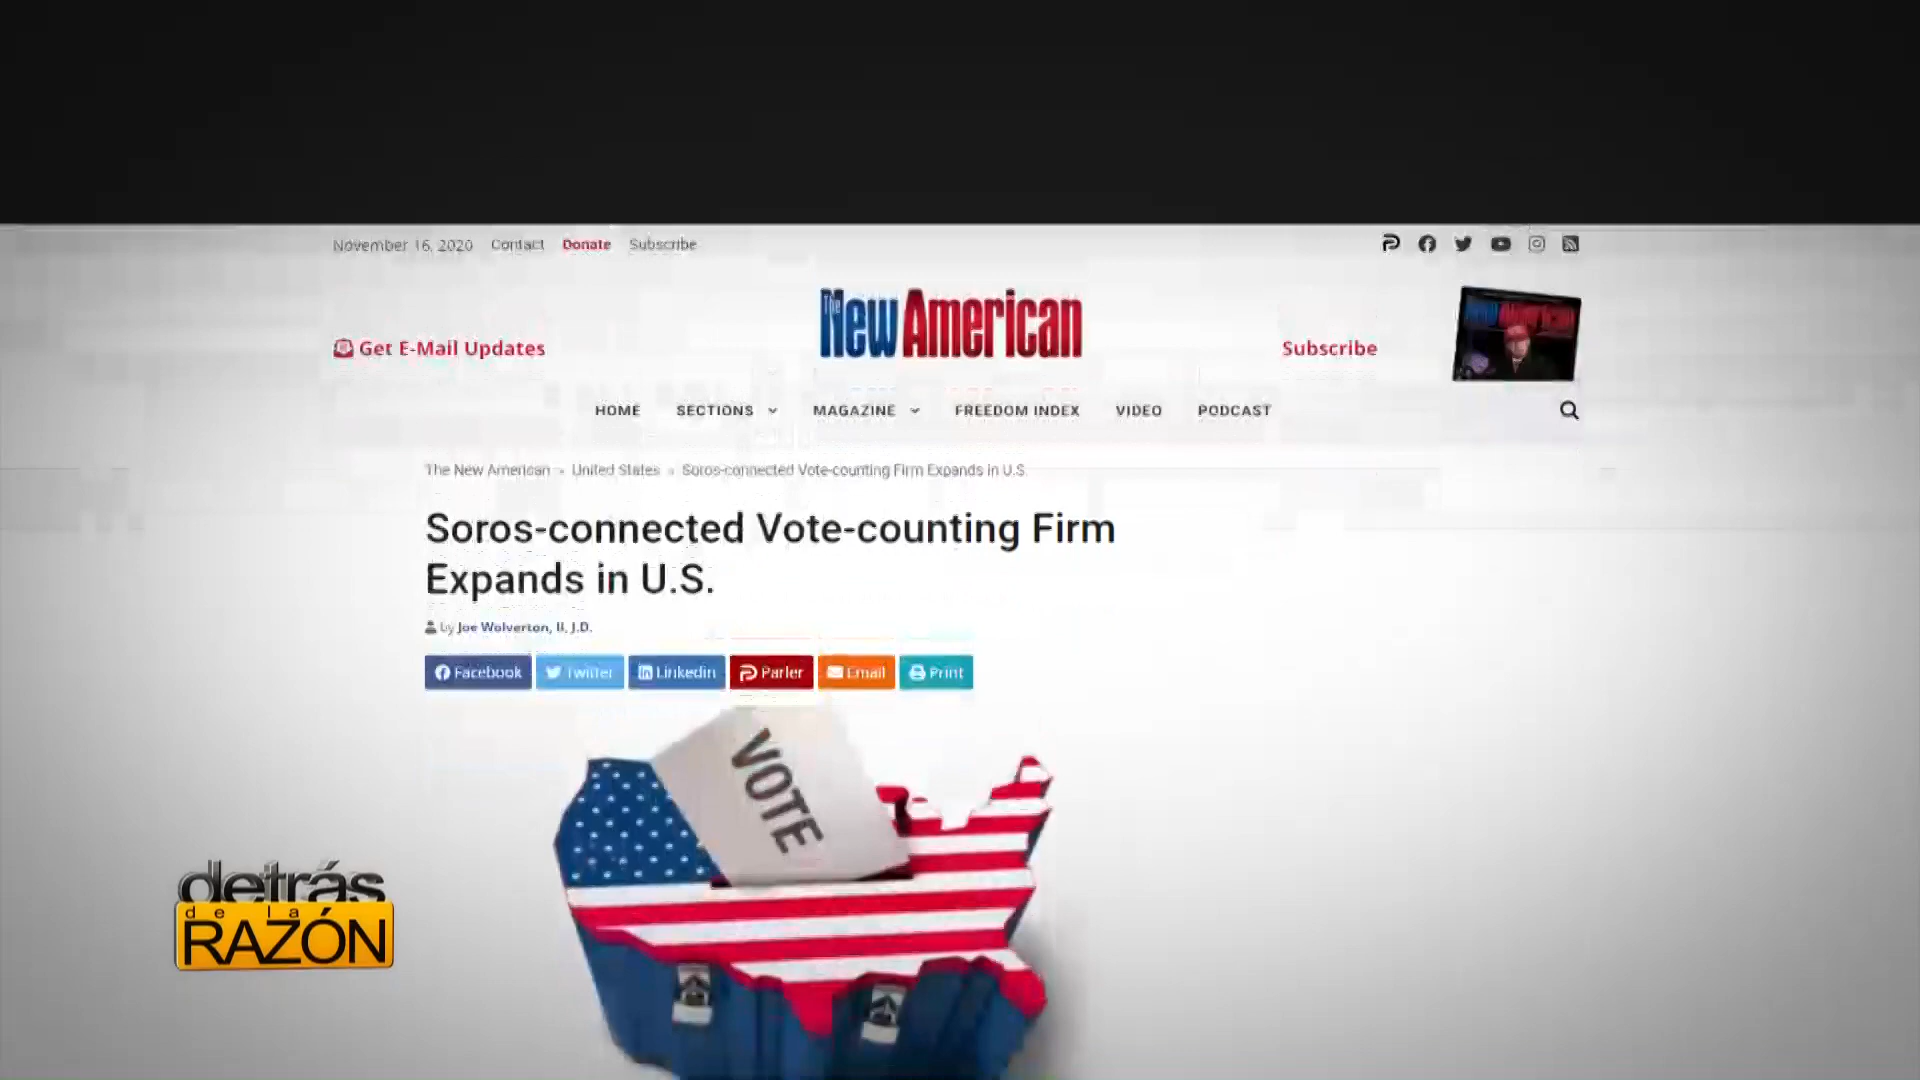 November 16, 2020 Contact Donate Subscribe
The New American
Get E-Mail Updates
Subscribe
HOME SECTIONS MAGAZINE FREEDOM INDEX VIDEO PODCAST
The New American » United States » Soros-connected Vote-counting Firm Expands in U.S.
Soros-connected Vote-counting Firm
Expands in U.S.
by Joe Wolverton, II, J.D.
Facebook Twitter Linkedin Parler Email Print
VOTE
detrás
de la
RAZÓN